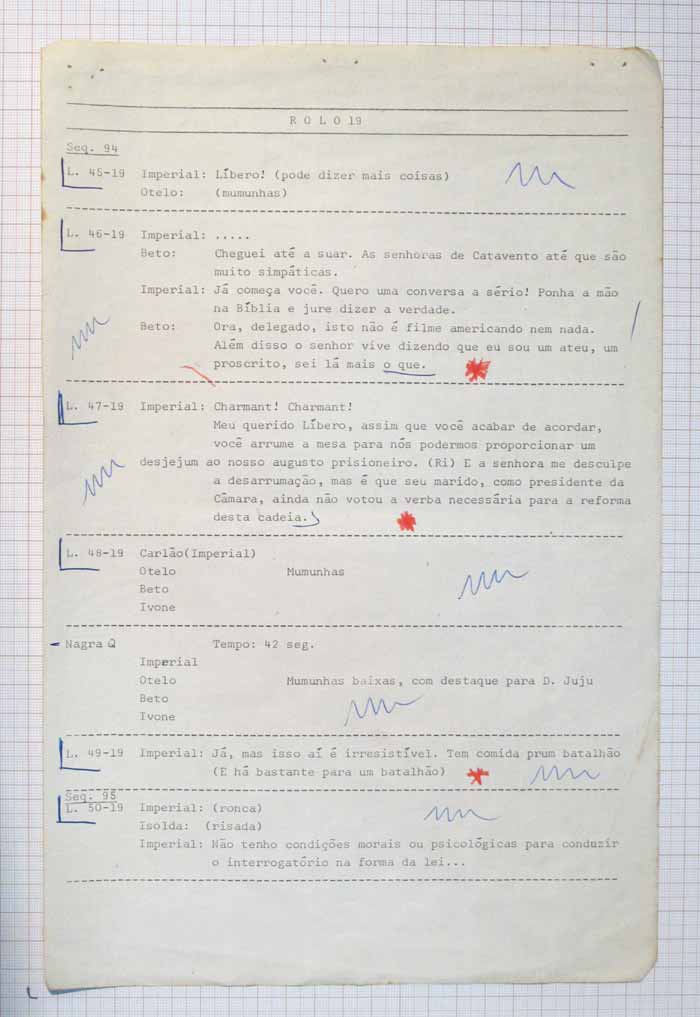 R O L O 19
Seq. 94
L. 45-19 Imperial: Líbero! (pode dizer mais coisas)
Otelo: (mumunhas)
L. 46-19 Imperial: .....
Beto: Cheguei até a suar. As senhoras de Catavento até que são
muito simpáticas.
Imperial: Já começa você. Quero uma conversa a sério! Ponha a mão
na Bíblia e jure dizer a verdade.
Beto: Ora, delegado, isto não é filme americando nem nada.
Além disso o senhor vive dizendo que eu sou um ateu, um
proscrito, sei lá mais o que.
L. 47-19 Imperial: Charmant! Charmant!
Meu querido Líbero, assim que você acabar de acordar,
você arrume a mesa para nós podermos proporcionar um
desjejum ao nosso augusto prisioneiro. (Ri) E a senhora me desculpe
a desarrumação, mas é que seu marido, como presidente da
Câmara, ainda não votou a verba necessária para a reforma
desta cadeia.
L. 48-19 Carlão(Imperial)
Otelo Mumunhas
Beto
Ivone
Nagra Q Tempo: 42 seg.
Imperial
Otelo Mumunhas baixas, com destaque para D. Juju
Beto
Ivone
L. 49-19 Imperial: Já, mas isso aí é irresistível. Tem comida prum batalhão
(E há bastante para um batalhão)
Seq. 95
L. 50-19 Imperial: (ronca)
Isolda: (risada)
Imperial: Não tenho condições morais ou psicológicas para conduzir
o interrogatório na forma da lei...